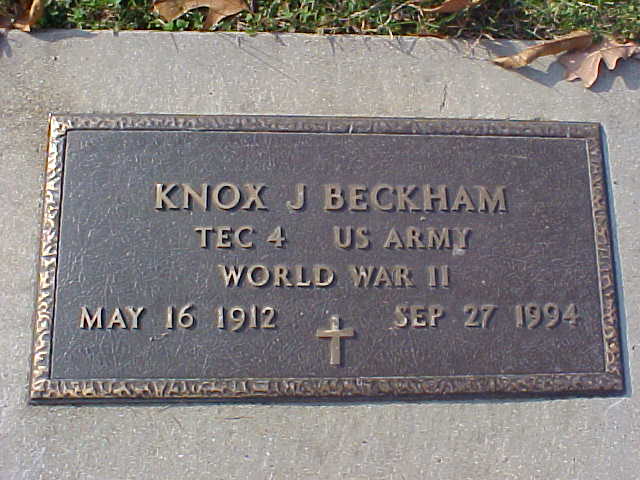 KNOX J BECKHAM
TEC 4 US ARMY
WORLD WAR II
MAY 16 1912 SEP 27 1994